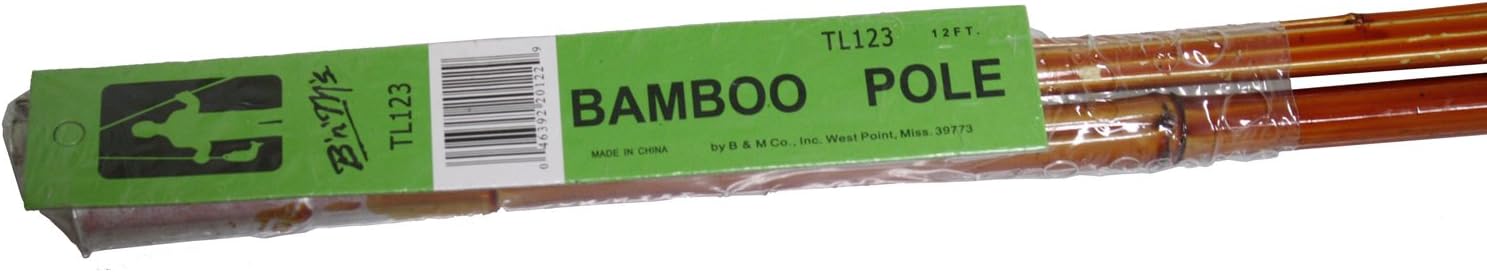 B'n'M's
TL123
0 46392 20122 9
TL123 12FT.
BAMBOO POLE
MADE IN CHINA by B & M Co., Inc. West Point, Miss. 39773